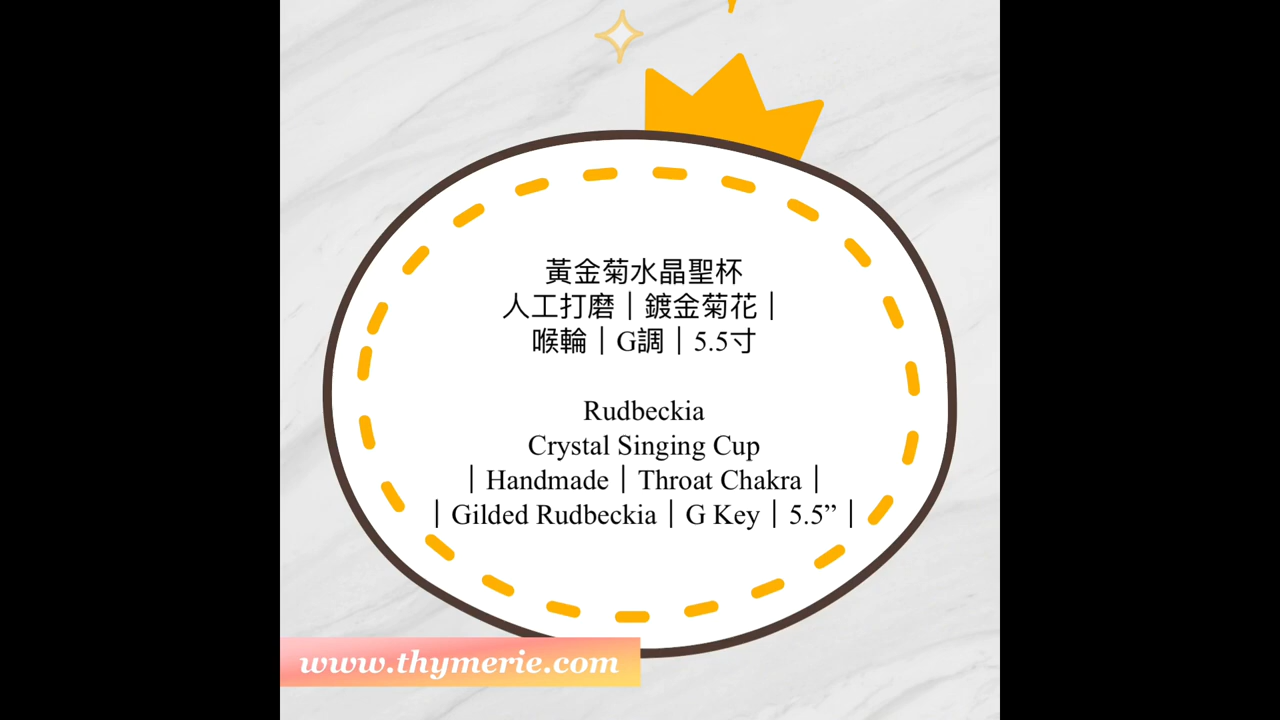 黃金菊水晶聖杯
人工打磨｜鍍金菊花｜
喉輪｜G調｜5.5寸
Rudbeckia
Crystal Singing Cup
｜Handmade｜Throat Chakra｜
｜Gilded Rudbeckia｜G Key｜5.5”｜
www.thymerie.com